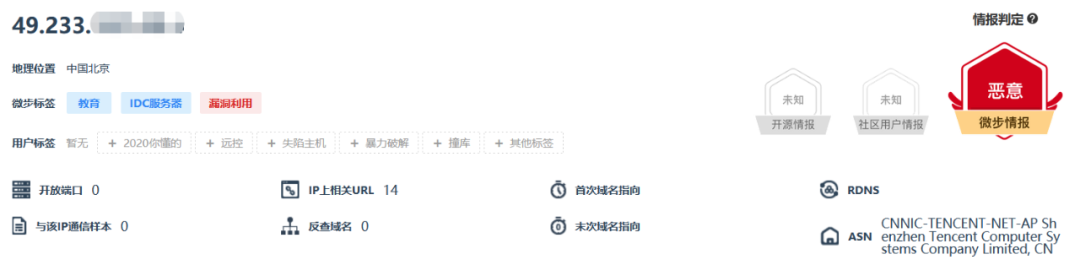 49.233.
情报判定 ?
地理位置 中国北京
微步标签 教育 IDC服务器 漏洞利用
用户标签 暂无 + 2020你懂的 + 远控 + 失陷主机 + 暴力破解 + 撞库 + 其他标签
未知
开源情报
未知
社区用户情报
恶意
微步情报
开放端口 0
IP上相关URL 14
首次域名指向
RDNS
与该IP通信样本 0
反查域名 0
末次域名指向
ASN CNNIC-TENCENT-NET-AP Sh
enzhen Tencent Computer Sy
stems Company Limited, CN